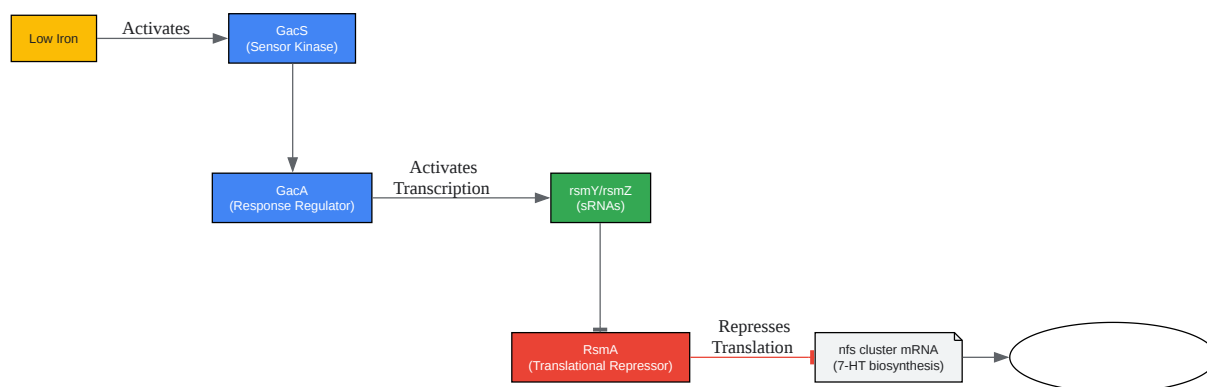 Low Iron
Activates
GacS
(Sensor Kinase)
GacA
(Response Regulator)
Activates
Transcription
rsmY/rsmZ
(sRNAs)
RsmA
(Translational Repressor)
Represses
Translation
nfs cluster mRNA
(7-HT biosynthesis)